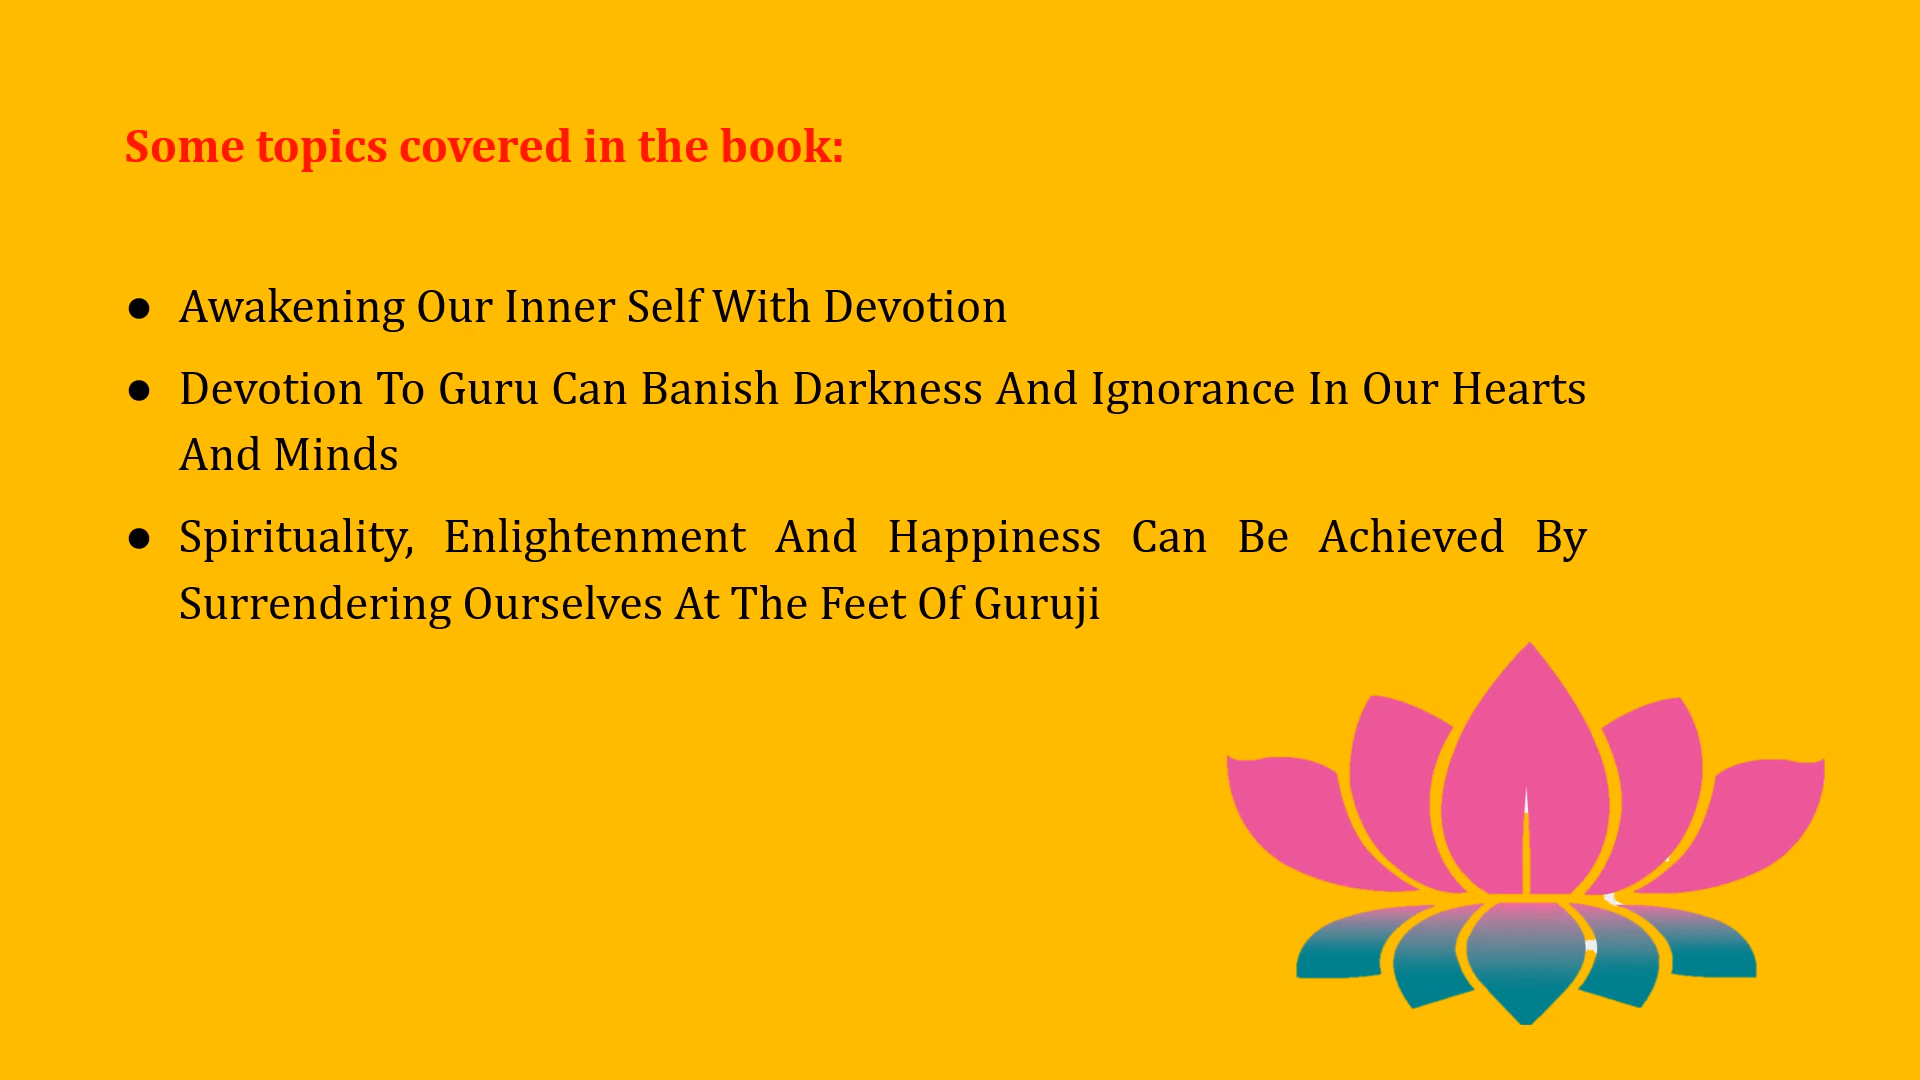 Some topics covered in the book:
● Awakening Our Inner Self With Devotion
● Devotion To Guru Can Banish Darkness And Ignorance In Our Hearts
And Minds
● Spirituality, Enlightenment And Happiness Can Be Achieved By
Surrendering Ourselves At The Feet Of Guruji